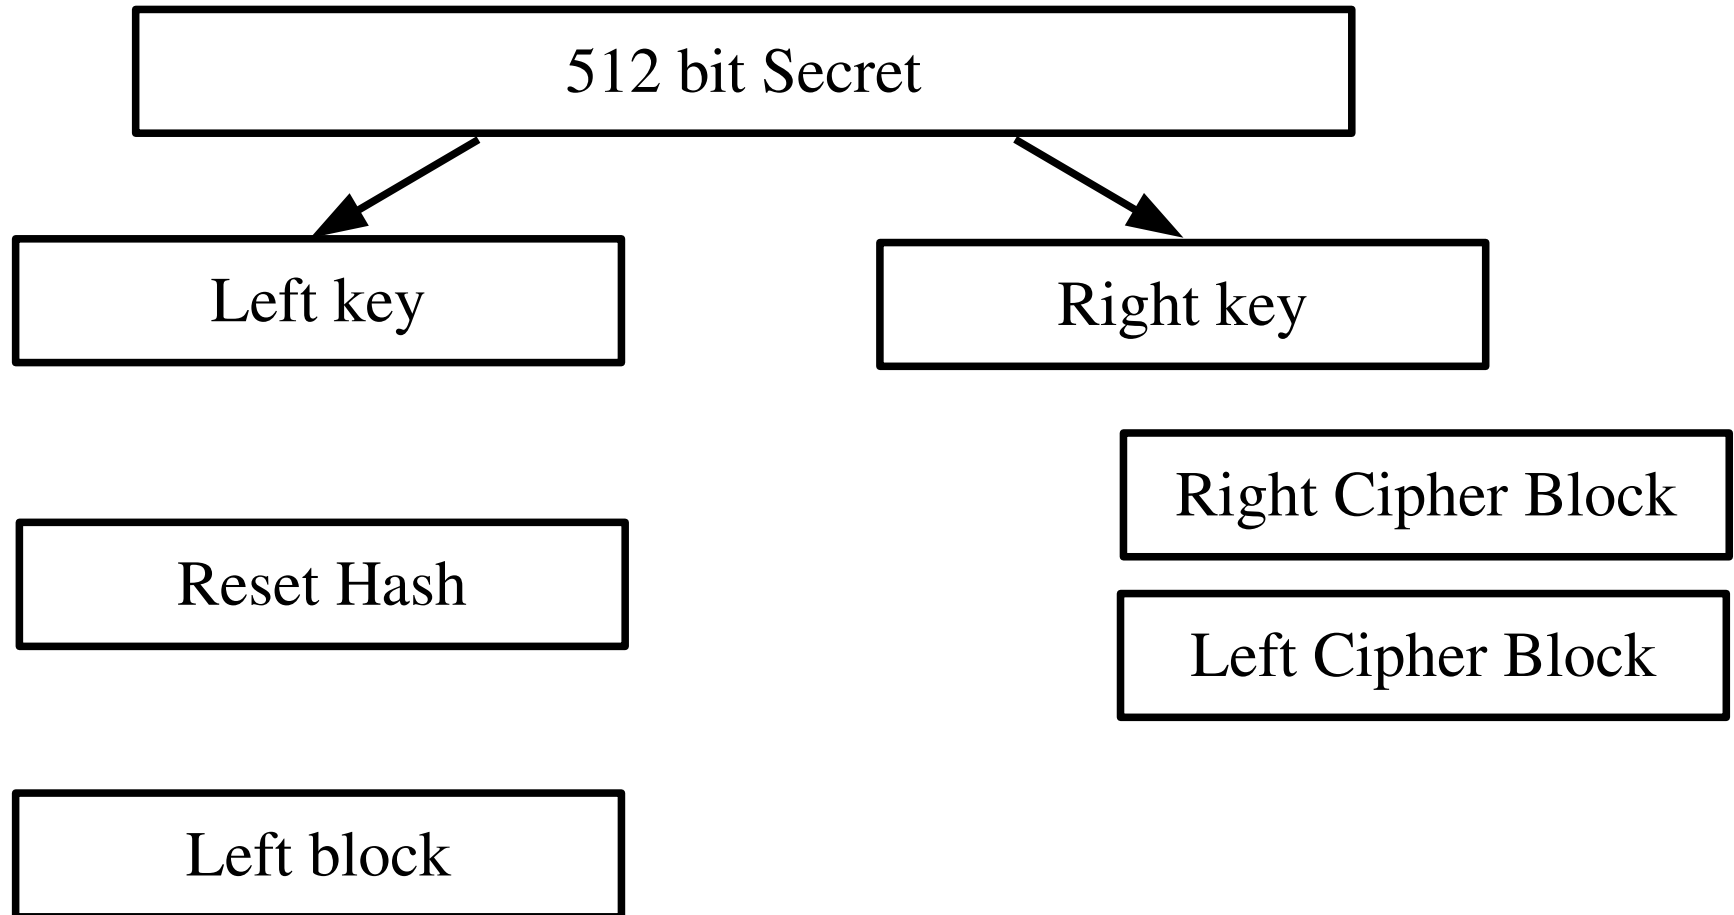 512 bit Secret
Left key
Right key
Right Cipher Block
Reset Hash
Left Cipher Block
Left block